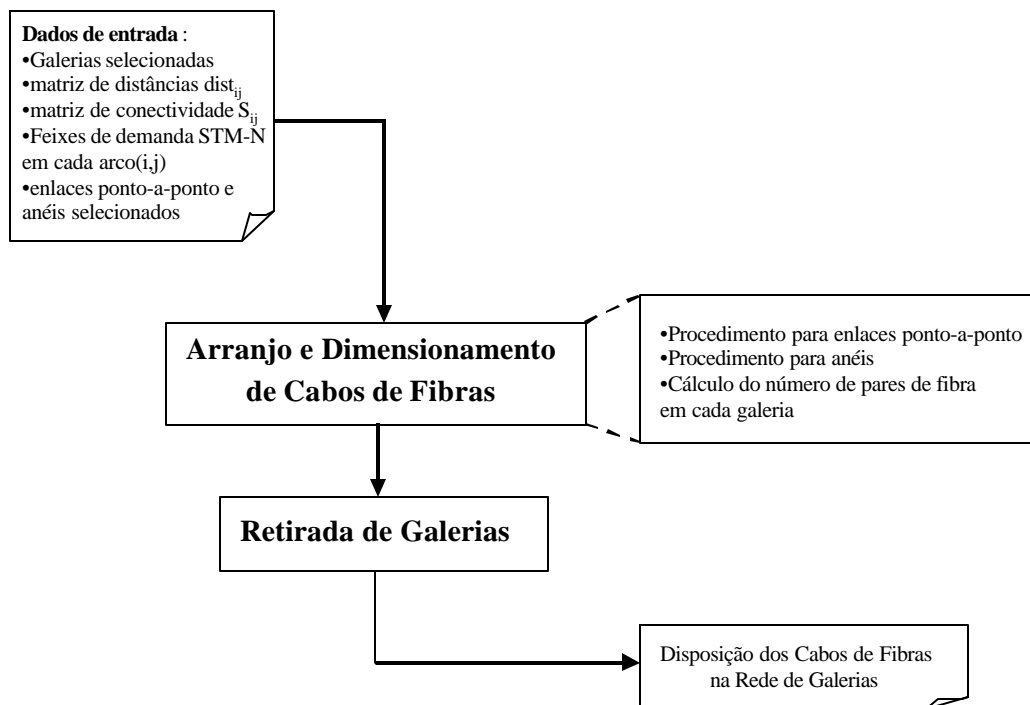 Dados de entrada :
•Galerias selecionadas
•matriz de distâncias distij
•matriz de conectividade Sij
•Feixes de demanda STM-N
em cada arco(i,j)
•enlaces ponto-a-ponto e
anéis selecionados
Arranjo e Dimensionamento
de Cabos de Fibras
•Procedimento para enlaces ponto-a-ponto
•Procedimento para anéis
•Cálculo do número de pares de fibra
em cada galeria
Retirada de Galerias
Disposição dos Cabos de Fibras
na Rede de Galerias